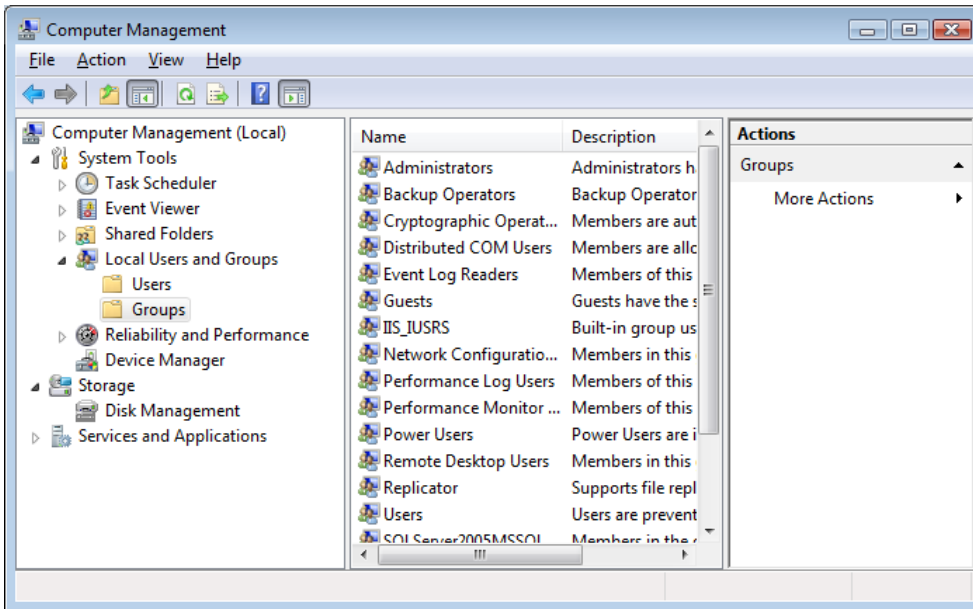 Computer Management
File Action View Help
Computer Management (Local)
System Tools
Task Scheduler
Event Viewer
Shared Folders
Local Users and Groups
Users
Groups
Reliability and Performance
Device Manager
Storage
Disk Management
Services and Applications
Name Description
Administrators Administrators h
Backup Operators Backup Operator
Cryptographic Operat... Members are aut
Distributed COM Users Members are allc
Event Log Readers Members of this
Guests Guests have the s
IIS_IUSRS Built-in group us
Network Configuratio... Members in this
Performance Log Users Members of this
Performance Monitor ... Members of this
Power Users Power Users are i
Remote Desktop Users Members in this
Replicator Supports file repl
Users Users are prevent
SQLServer2005MSSQL Members in the
Actions
Groups
More Actions